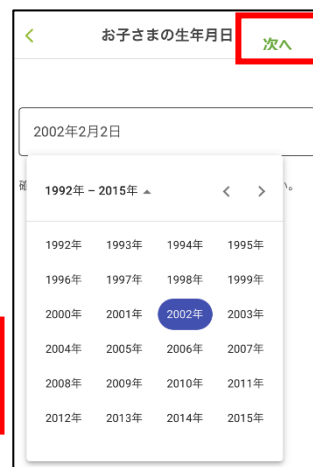 お子さまの生年月日
次へ
2002年2月2日
確
い。
1992年 – 2015年
1992年 1993年 1994年 1995年
1996年 1997年 1998年 1999年
2000年 2001年 2002年 2003年
2004年 2005年 2006年 2007年
2008年 2009年 2010年 2011年
2012年 2013年 2014年 2015年